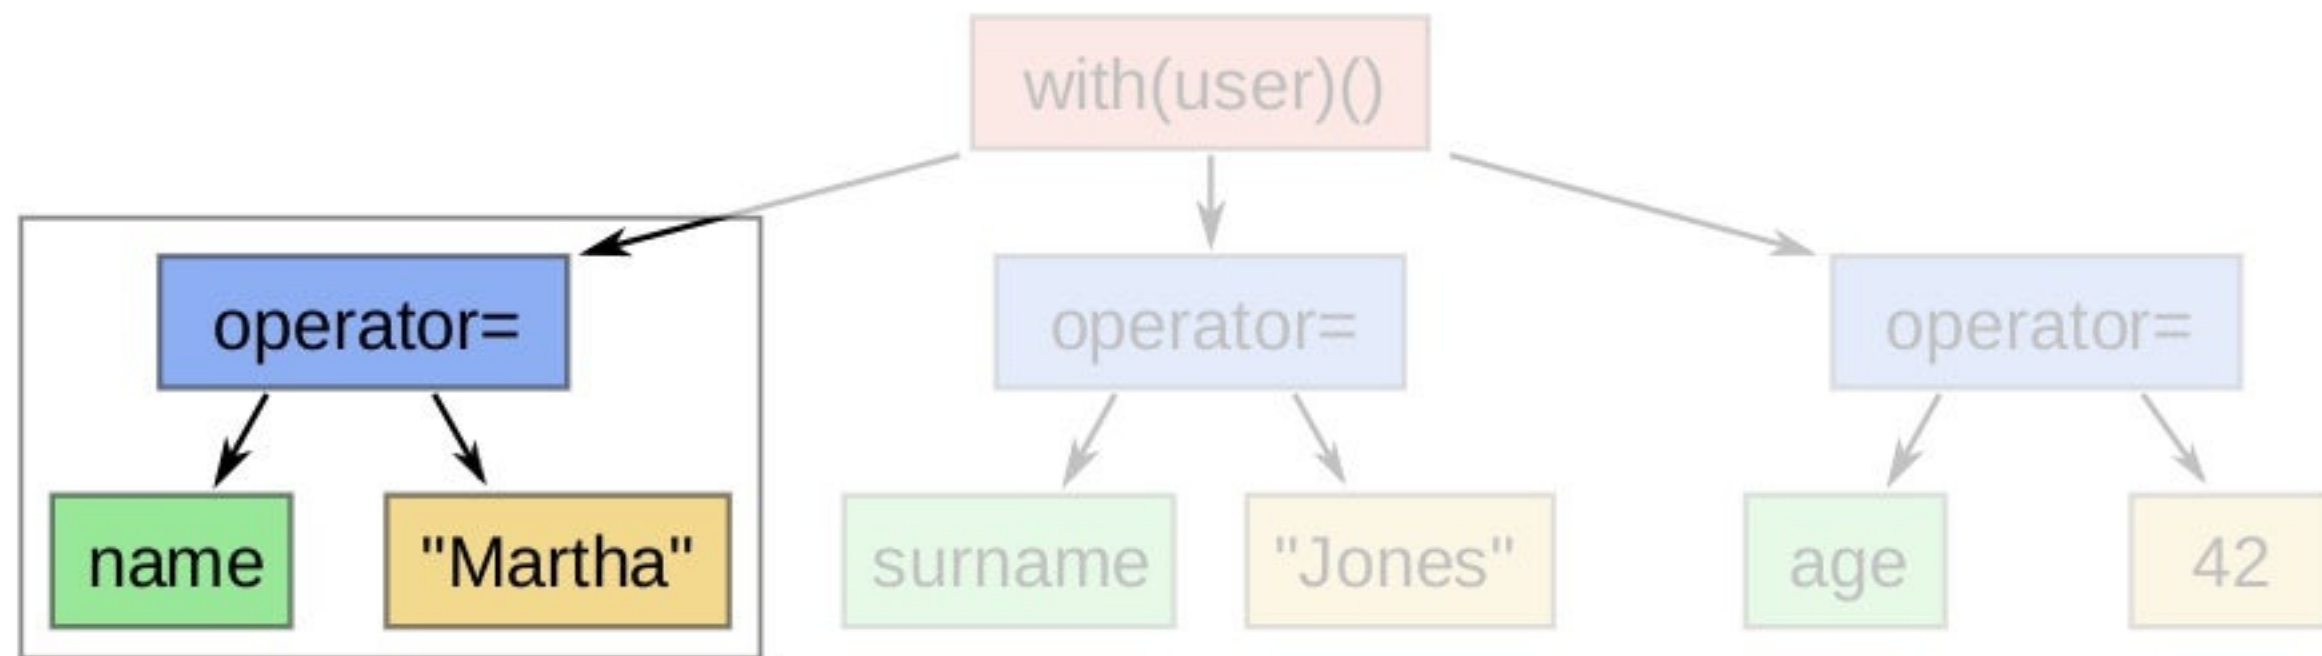 with(user)()
operator= operator= operator=
name "Martha" surname "Jones" age 42